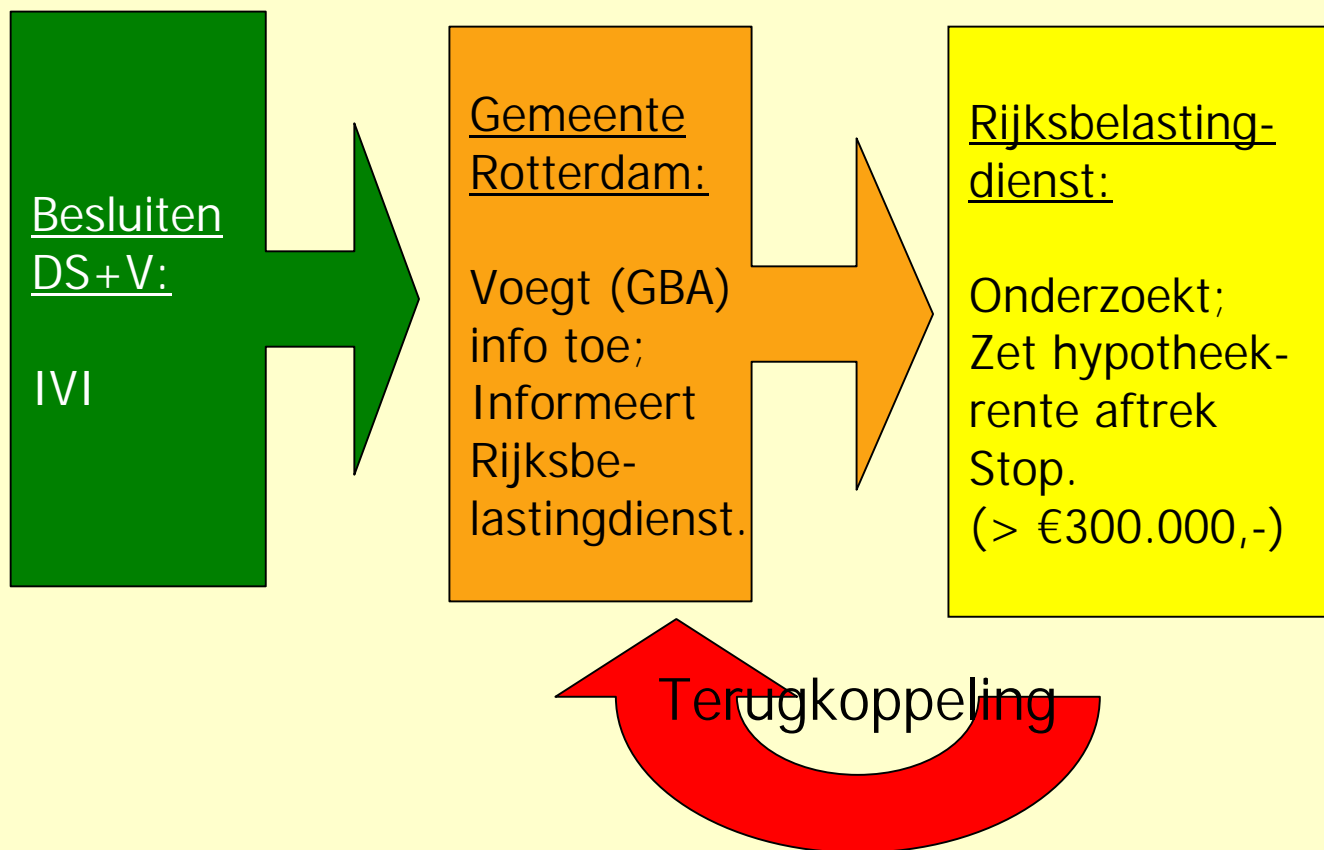 Besluiten
DS+V:
IVI
Gemeente
Rotterdam:
Voegt (GBA)
info toe;
Informeert
Rijksbe-
lastingdienst.
Rijksbelasting-
dienst:
Onderzoekt;
Zet hypotheek-
rente aftrek
Stop.
(> €300.000,-)
Terugkoppeling